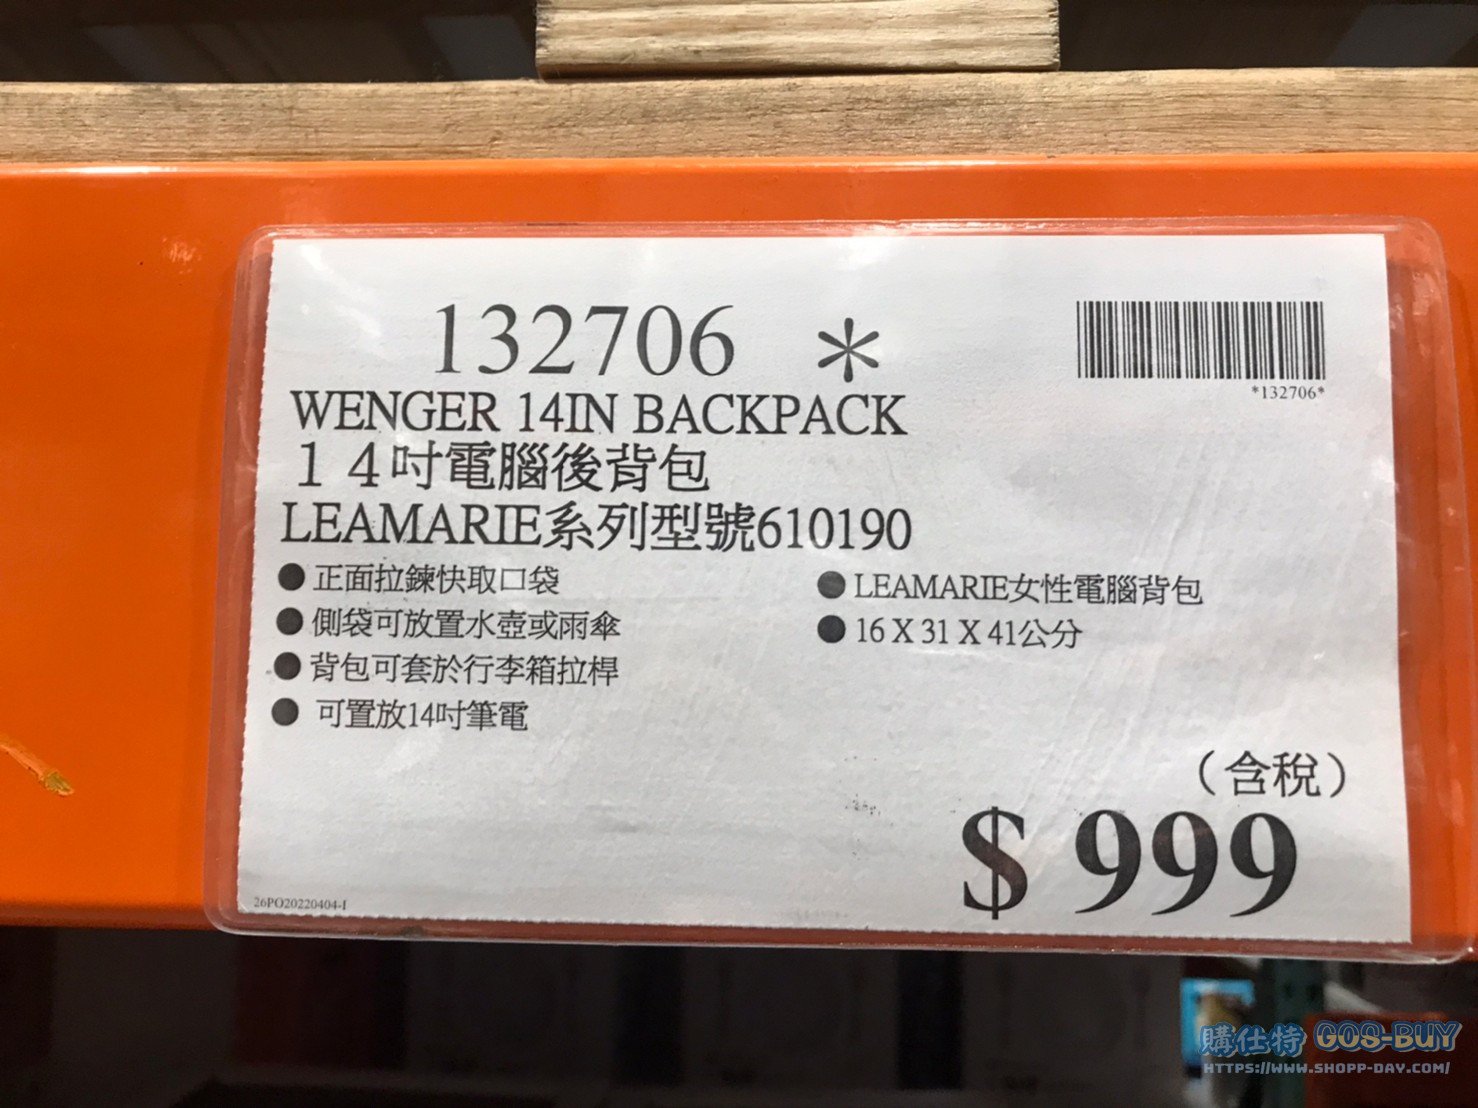 132706 *
*132706*
WENGER 14IN BACKPACK
１４吋電腦後背包
LEAMARIE系列型號610190
● 正面拉鍊快取口袋
● 側袋可放置水壺或雨傘
● 背包可套於行李箱拉桿
● 可置放14吋筆電
● LEAMARIE女性電腦背包
● 16 X 31 X 41公分
（含稅）
$ 999
26PO20220404-1
購仕特 GOS-BUY
HTTPS://WWW.SHOPP-DAY.COM/